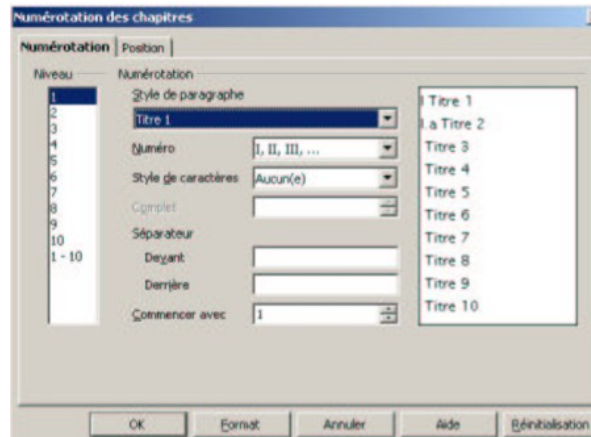 Numérotation des chapitres
Numérotation Position
Niveau
1
2
3
4
5
6
7
8
9
10
1 - 10
Numérotation
Style de paragraphe
Titre 1
Numéro I, II, III, ...
Style de caractères Aucun(e)
Complet
Séparateur
Devant
Derrière
Commencer avec 1
I Titre 1
I.a Titre 2
Titre 3
Titre 4
Titre 5
Titre 6
Titre 7
Titre 8
Titre 9
Titre 10
OK Format Annuler Aide Réinitialisation